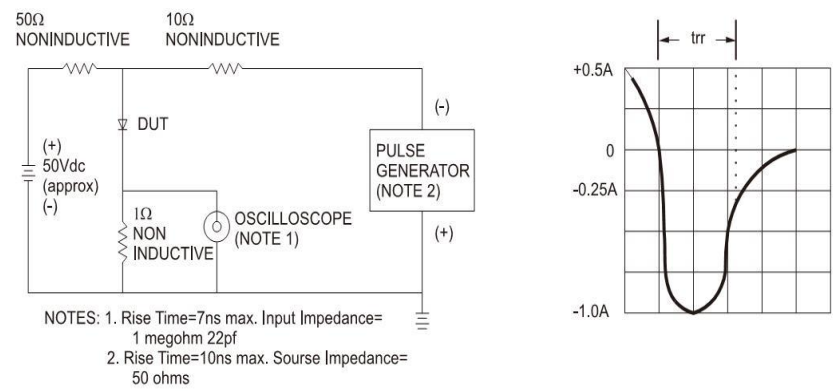 50Ω
NONINDUCTIVE
10Ω
NONINDUCTIVE
DUT
(+)
50Vdc
(approx)
(-)
1Ω
NON
INDUCTIVE
OSCILLOSCOPE
(NOTE 1)
(-)
PULSE
GENERATOR
(NOTE 2)
(+)
NOTES: 1. Rise Time=7ns max. Input Impedance=
1 megohm 22pf
2. Rise Time=10ns max. Sourse Impedance=
50 ohms
trr
+0.5A
0
-0.25A
-1.0A